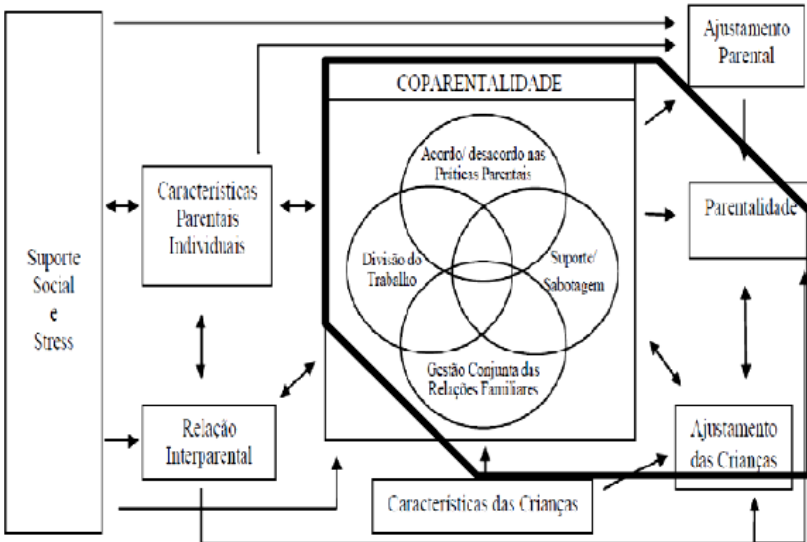 Ajustamento
Parental
COPARENTALIDADE
Acordo/ desacordo nas
Práticas Parentais
Características
Parentais
Individuais
Parentalidade
Suporte
Social
e
Stress
Divisão do
Trabalho
Suporte/
Sabotagem
Gestão Conjunta das
Relações Familiares
Relação
Interparental
Ajustamento
das Crianças
Características das Crianças